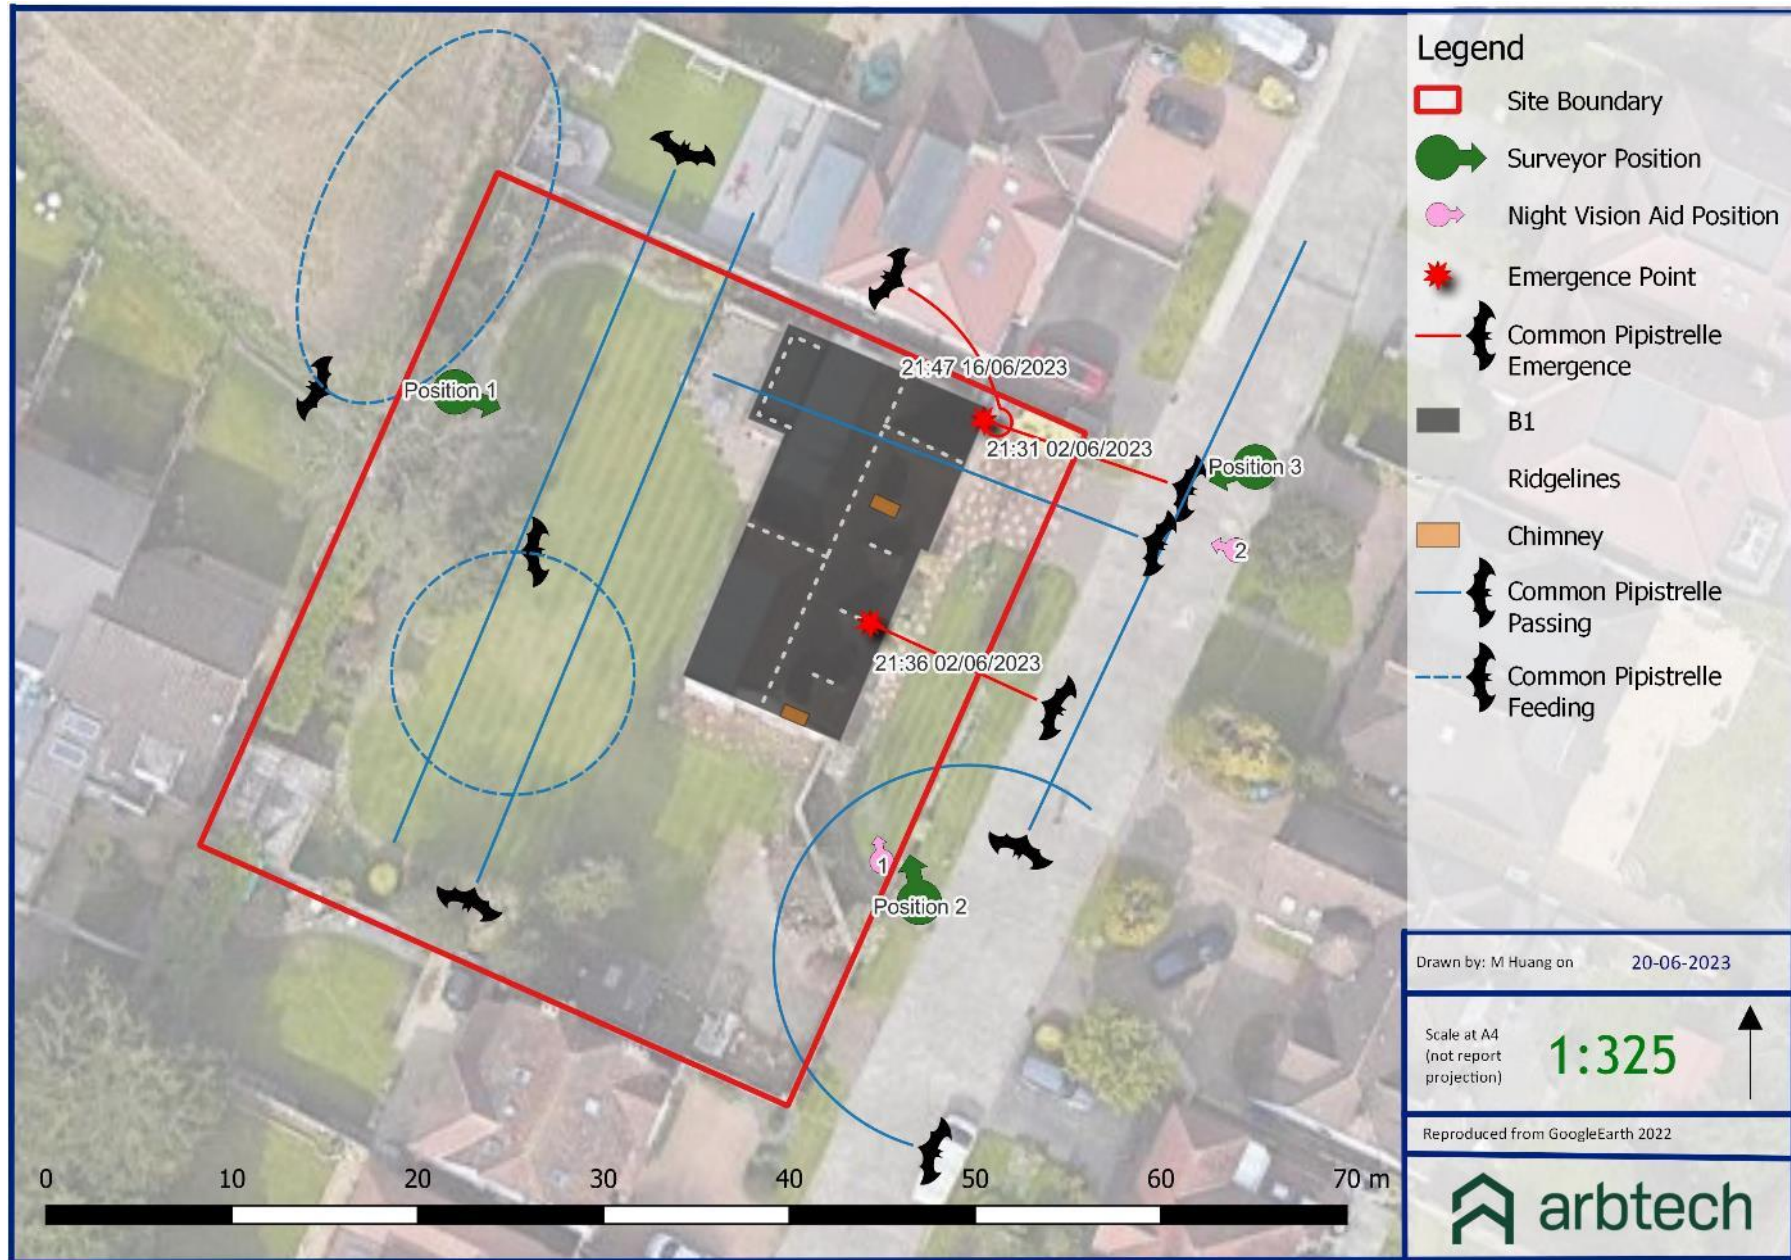 Legend
Site Boundary
Surveyor Position
Night Vision Aid Position
Emergence Point
Common Pipistrelle
Emergence
B1
Ridgelines
Chimney
Common Pipistrelle
Passing
Common Pipistrelle
Feeding
21:47 16/06/2023
Position 1
21:31 02/06/2023
Position 3
2
21:36 02/06/2023
1
Position 2
0 10 20 30 40 50 60 70 m
Drawn by: M Huang on 20-06-2023
Scale at A4
(not report
projection)
1:325
Reproduced from GoogleEarth 2022
arbtech